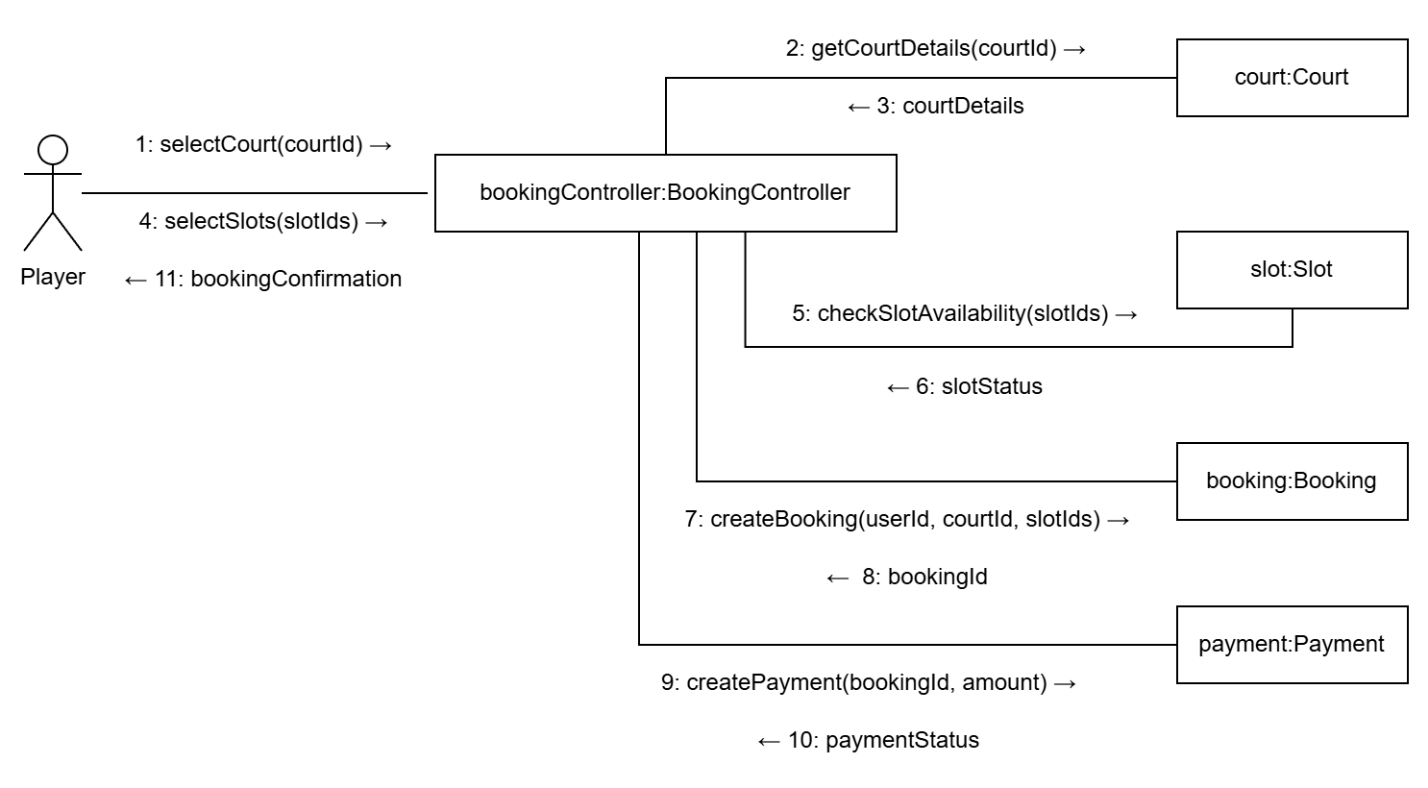 2: getCourtDetails(courtId) →
court:Court
← 3: courtDetails
1: selectCourt(courtId) →
bookingController:BookingController
4: selectSlots(slotIds) →
Player
← 11: bookingConfirmation
slot:Slot
5: checkSlotAvailability(slotIds) →
← 6: slotStatus
booking:Booking
7: createBooking(userId, courtId, slotIds) →
← 8: bookingId
payment:Payment
9: createPayment(bookingId, amount) →
← 10: paymentStatus